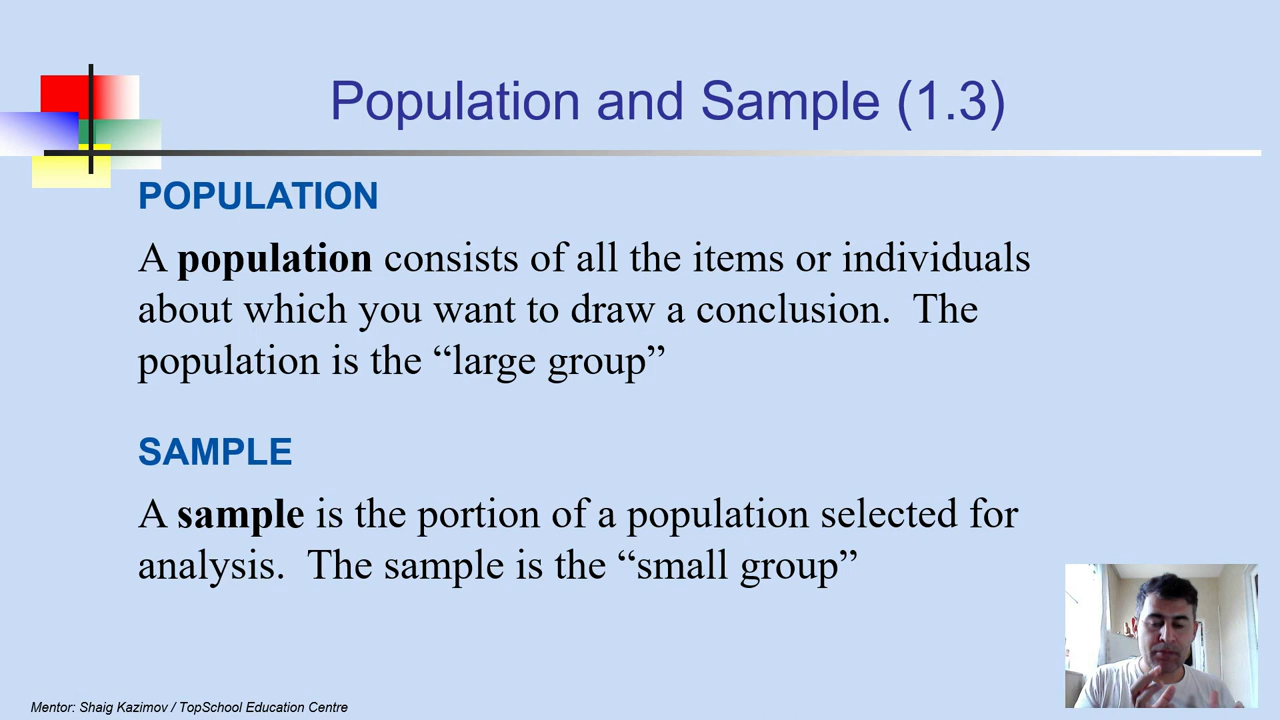 Population and Sample (1.3)
POPULATION
A population consists of all the items or individuals
about which you want to draw a conclusion.  The
population is the “large group”
SAMPLE
A sample is the portion of a population selected for
analysis.  The sample is the “small group”
Mentor: Shaig Kazimov / TopSchool Education Centre